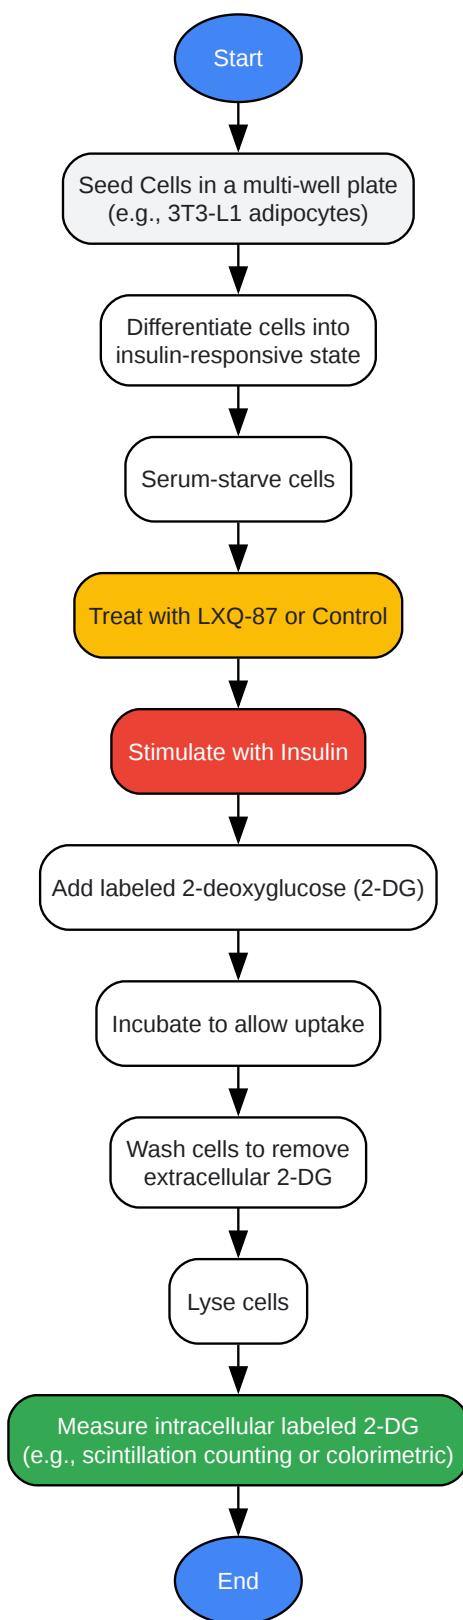 Start
Seed Cells in a multi-well plate
(e.g., 3T3-L1 adipocytes)
Differentiate cells into
insulin-responsive state
Serum-starve cells
Treat with LXQ-87 or Control
Stimulate with Insulin
Add labeled 2-deoxyglucose (2-DG)
Incubate to allow uptake
Wash cells to remove
extracellular 2-DG
Lyse cells
Measure intracellular labeled 2-DG
(e.g., scintillation counting or colorimetric)
End